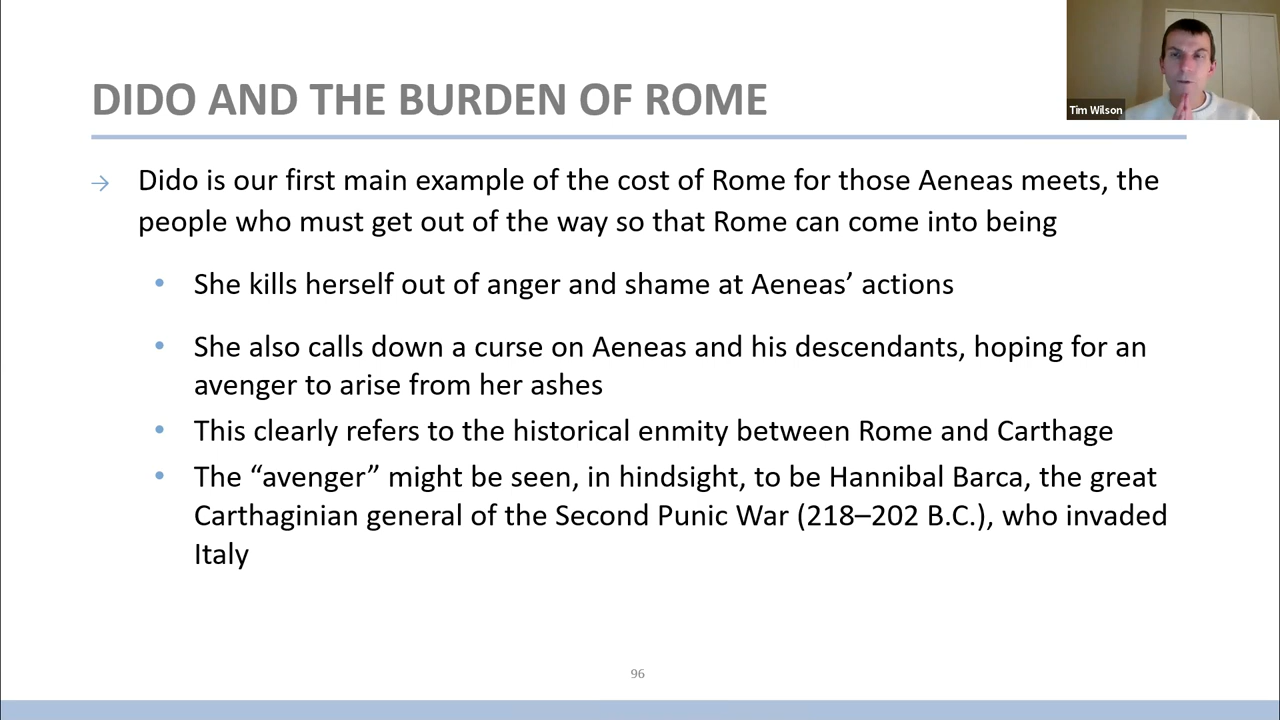 Tim Wilson
DIDO AND THE BURDEN OF ROME
→ Dido is our first main example of the cost of Rome for those Aeneas meets, the
people who must get out of the way so that Rome can come into being
• She kills herself out of anger and shame at Aeneas’ actions
• She also calls down a curse on Aeneas and his descendants, hoping for an
avenger to arise from her ashes
• This clearly refers to the historical enmity between Rome and Carthage
• The “avenger” might be seen, in hindsight, to be Hannibal Barca, the great
Carthaginian general of the Second Punic War (218–202 B.C.), who invaded
Italy
96